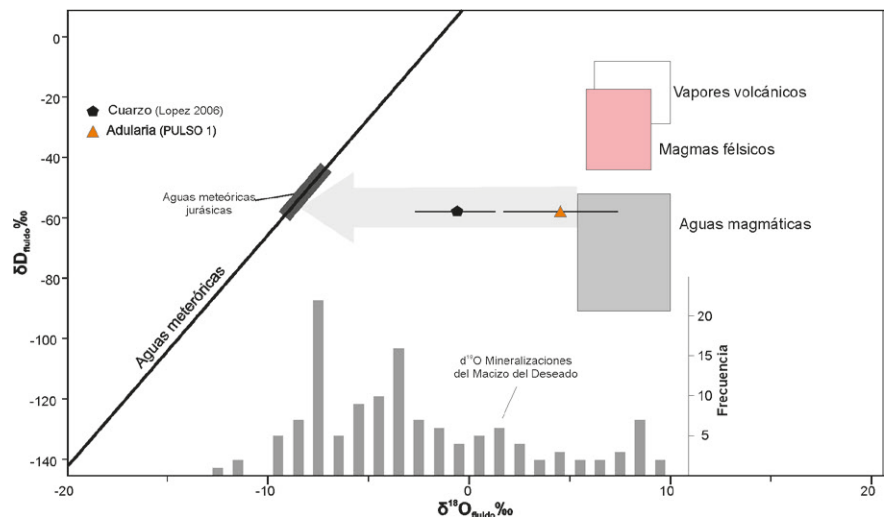 0
-20
-40
-60
-80
-100
-120
-140
δD fluido‰
Cuarzo (Lopez 2006)
Adularia (PULSO 1)
Vapores volcánicos
Magmas félsicos
Aguas meteóricas
jurásicas
Aguas magmáticas
Aguas meteróricas
d¹⁸O Mineralizaciones
del Macizo del Deseado
20
15
10
5
Frecuencia
-20
-10
0
10
20
δ¹⁸O fluido‰